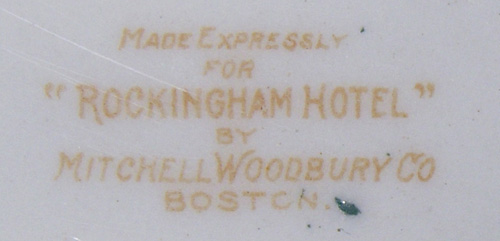 MADE EXPRESSLY
FOR
"ROCKINGHAM HOTEL"
BY
MITCHELL WOODBURY CO
BOSTON.